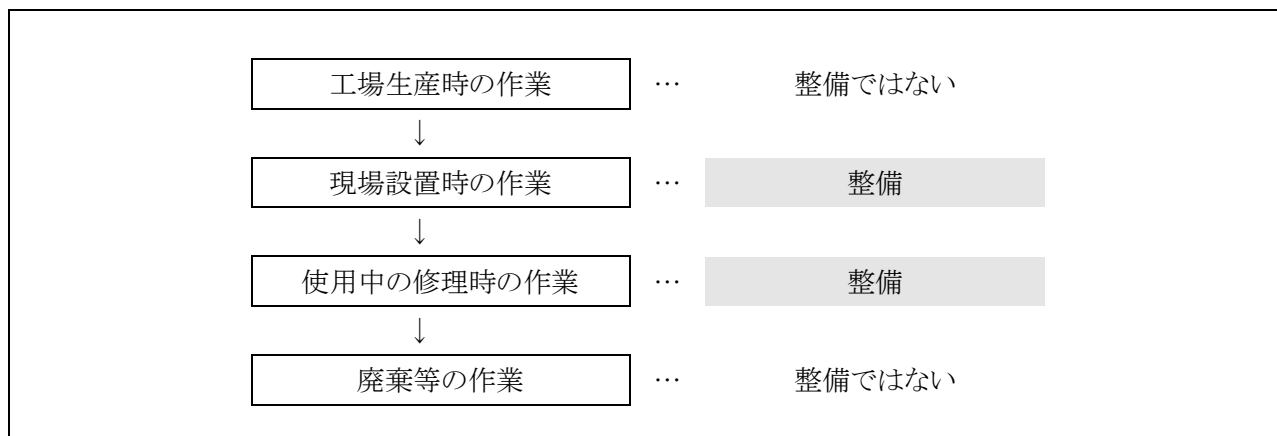 工場生産時の作業 … 整備ではない
↓
現場設置時の作業 … 整備
↓
使用中の修理時の作業 … 整備
↓
廃棄等の作業 … 整備ではない